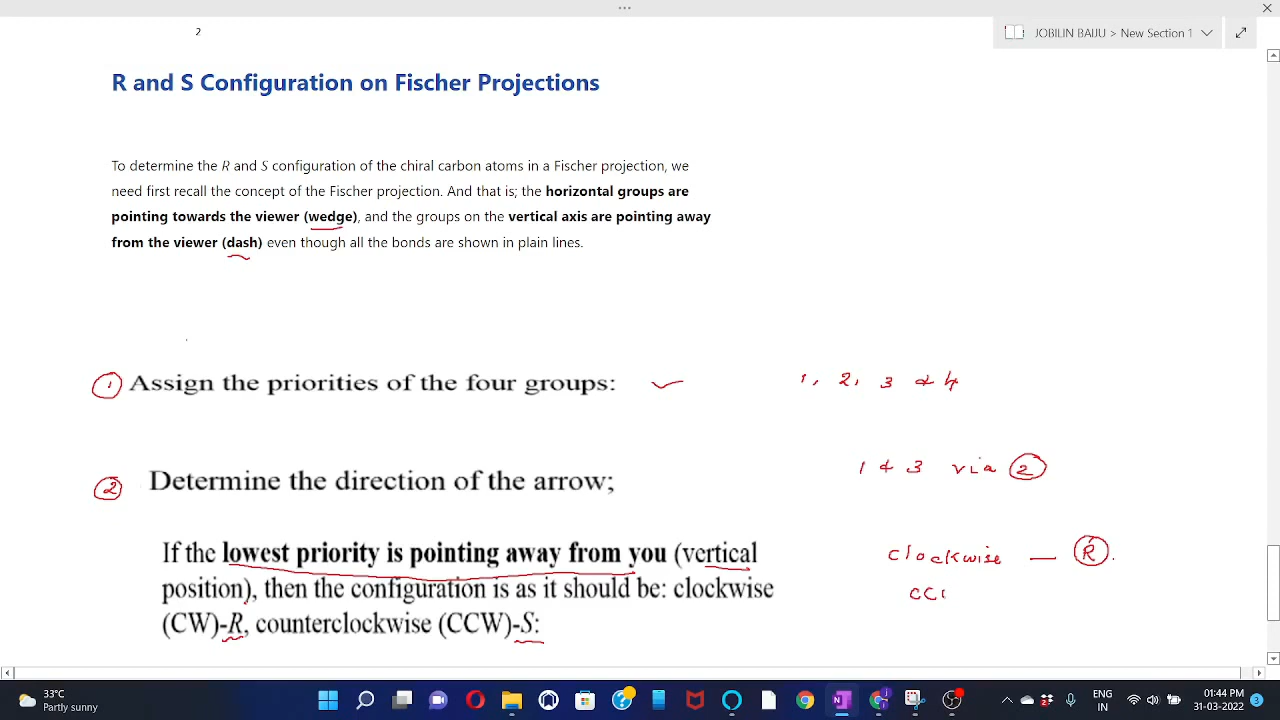 2
JOBILIN BAIJU > New Section 1
R and S Configuration on Fischer Projections
To determine the R and S configuration of the chiral carbon atoms in a Fischer projection, we
need first recall the concept of the Fischer projection. And that is; the horizontal groups are
pointing towards the viewer (wedge), and the groups on the vertical axis are pointing away
from the viewer (dash) even though all the bonds are shown in plain lines.
1 Assign the priorities of the four groups:
1, 2, 3 & 4
2 Determine the direction of the arrow;
1 & 3 via 2
If the lowest priority is pointing away from you (vertical
position), then the configuration is as it should be: clockwise
(CW)-R, counterclockwise (CCW)-S:
clockwise — R.
CC
33°C
Partly sunny
ENG
IN
01:44 PM
31-03-2022
3